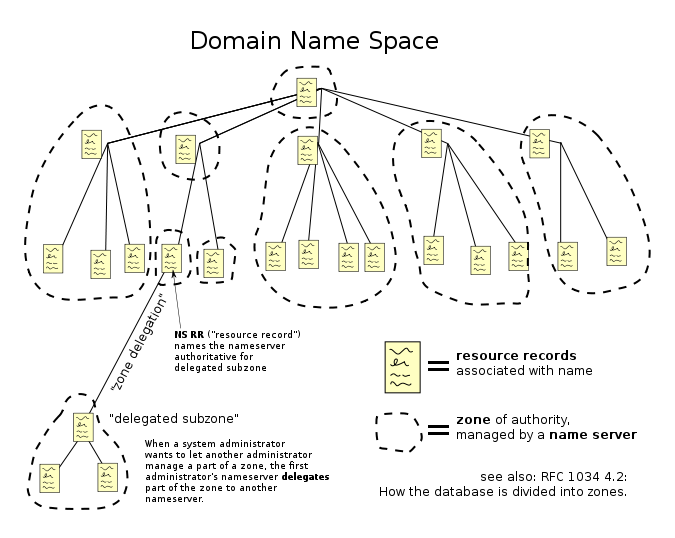 Domain Name Space
NS RR ("resource record")
names the nameserver
authoritative for
delegated subzone
"zone delegation"
resource records
associated with name
"delegated subzone"
zone of authority,
managed by a name server
When a system administrator
wants to let another administrator
manage a part of a zone, the first
administrator's nameserver delegates
part of the zone to another
nameserver.
see also: RFC 1034 4.2:
How the database is divided into zones.